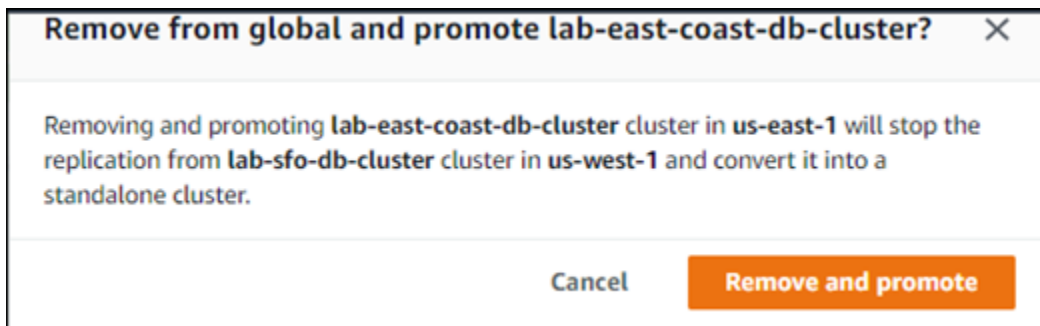 Remove from global and promote lab-east-coast-db-cluster?
Removing and promoting lab-east-coast-db-cluster cluster in us-east-1 will stop the
replication from lab-sfo-db-cluster cluster in us-west-1 and convert it into a
standalone cluster.
Cancel Remove and promote